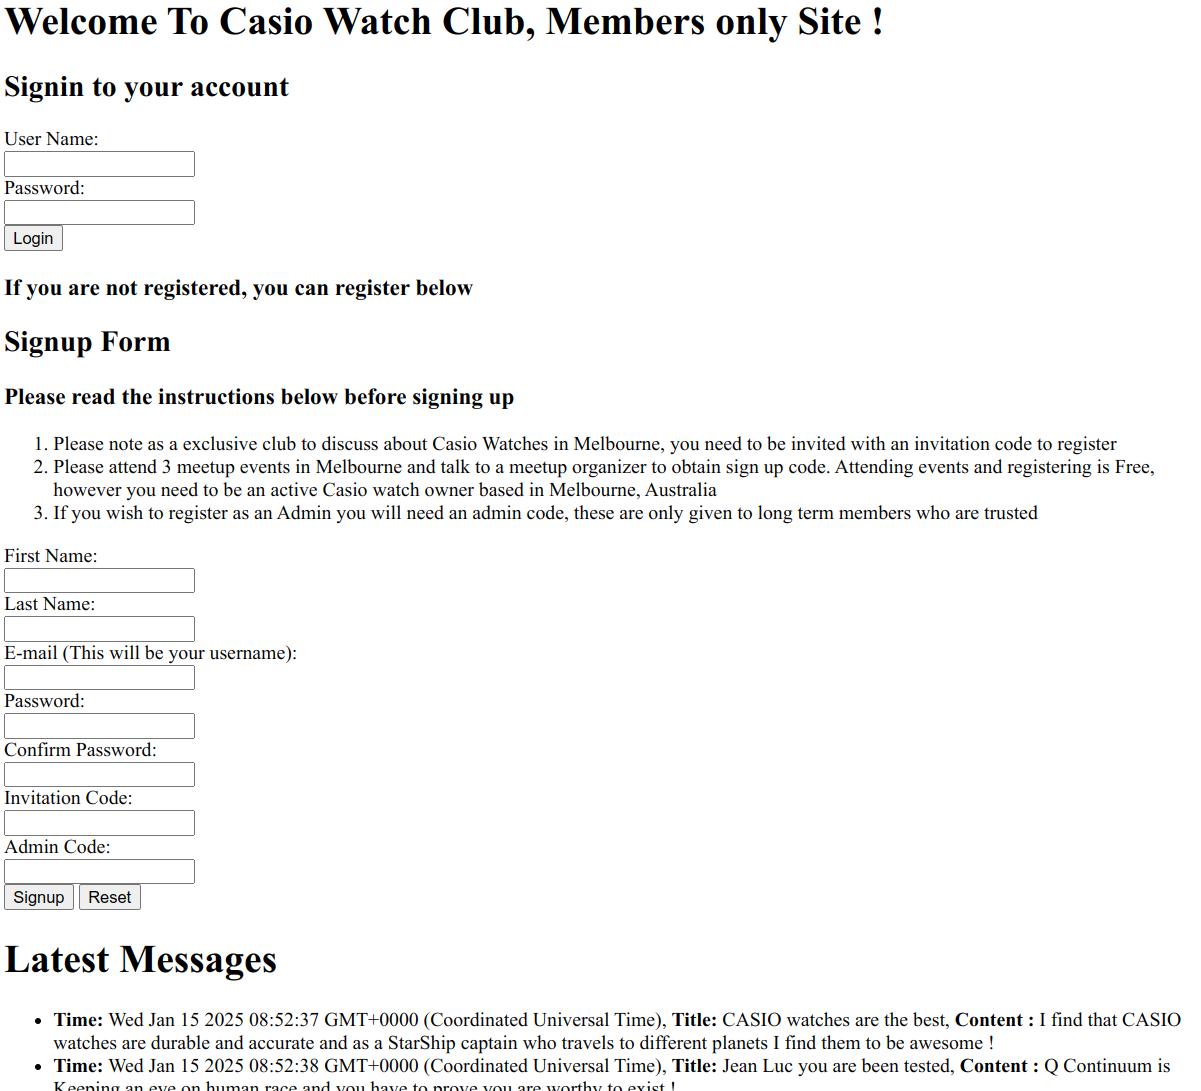 Welcome To Casio Watch Club, Members only Site !
Signin to your account
User Name:
Password:
Login
If you are not registered, you can register below
Signup Form
Please read the instructions below before signing up
1. Please note as a exclusive club to discuss about Casio Watches in Melbourne, you need to be invited with an invitation code to register
2. Please attend 3 meetup events in Melbourne and talk to a meetup organizer to obtain sign up code. Attending events and registering is Free,
however you need to be an active Casio watch owner based in Melbourne, Australia
3. If you wish to register as an Admin you will need an admin code, these are only given to long term members who are trusted
First Name:
Last Name:
E-mail (This will be your username):
Password:
Confirm Password:
Invitation Code:
Admin Code:
Signup Reset
Latest Messages
• Time: Wed Jan 15 2025 08:52:37 GMT+0000 (Coordinated Universal Time), Title: CASIO watches are the best, Content : I find that CASIO
watches are durable and accurate and as a StarShip captain who travels to different planets I find them to be awesome !
• Time: Wed Jan 15 2025 08:52:38 GMT+0000 (Coordinated Universal Time), Title: Jean Luc you are been tested, Content : Q Continuum is
Keeping an eye on human race and you have to prove you are worthy to exist !